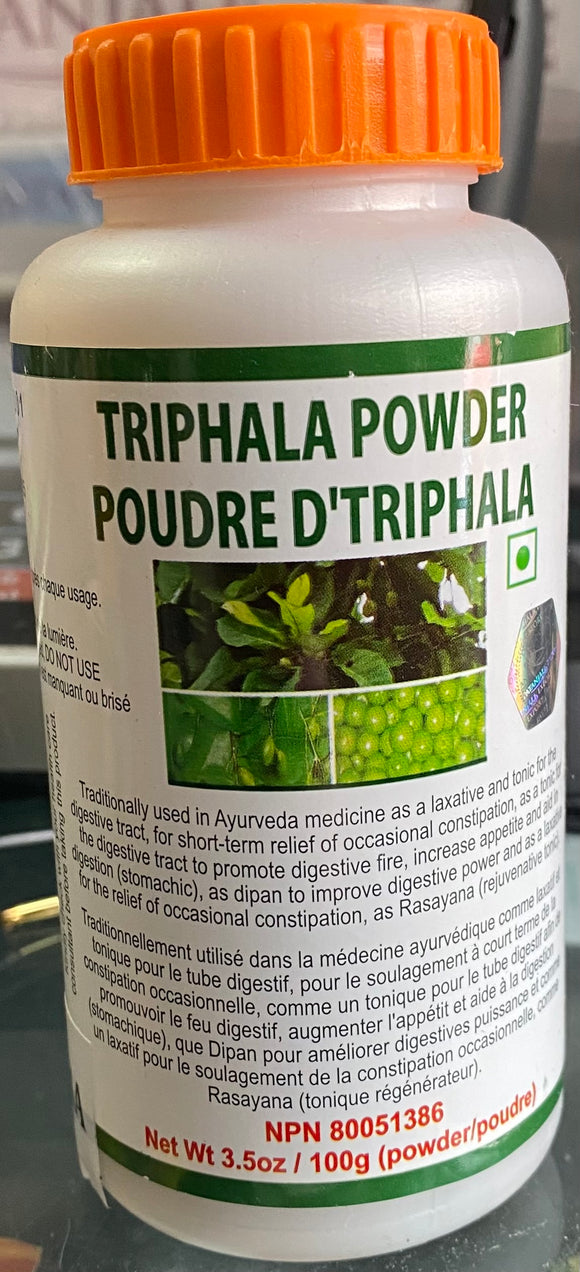 TRIPHALA POWDER
POUDRE D'TRIPHALA
chaque usage.
la lumière.
DO NOT USE
manquant ou brisé
before taking this product.
Traditionally used in Ayurveda medicine as a laxative and tonic for the
digestive tract, for short-term relief of occasional constipation, as a tonic for
the digestive tract to promote digestive fire, increase appetite and aid in
digestion (stomachic), as dipan to improve digestive power and as a laxative
for the relief of occasional constipation, as Rasayana (rejuvenative tonic)
Traditionnellement utilisé dans la médecine ayurvédique comme laxatif et
tonique pour le tube digestif, pour le soulagement à court terme de la
constipation occasionnelle, comme un tonique pour le tube digestif afin de
promouvoir le feu digestif, augmenter l'appétit et aide à la digestion
(stomachique), que Dipan pour améliorer digestives puissance et comme
un laxatif pour le soulagement de la constipation occasionnelle, comme
Rasayana (tonique régénérateur).
NPN 80051386
Net Wt 3.5oz / 100g (powder/poudre)